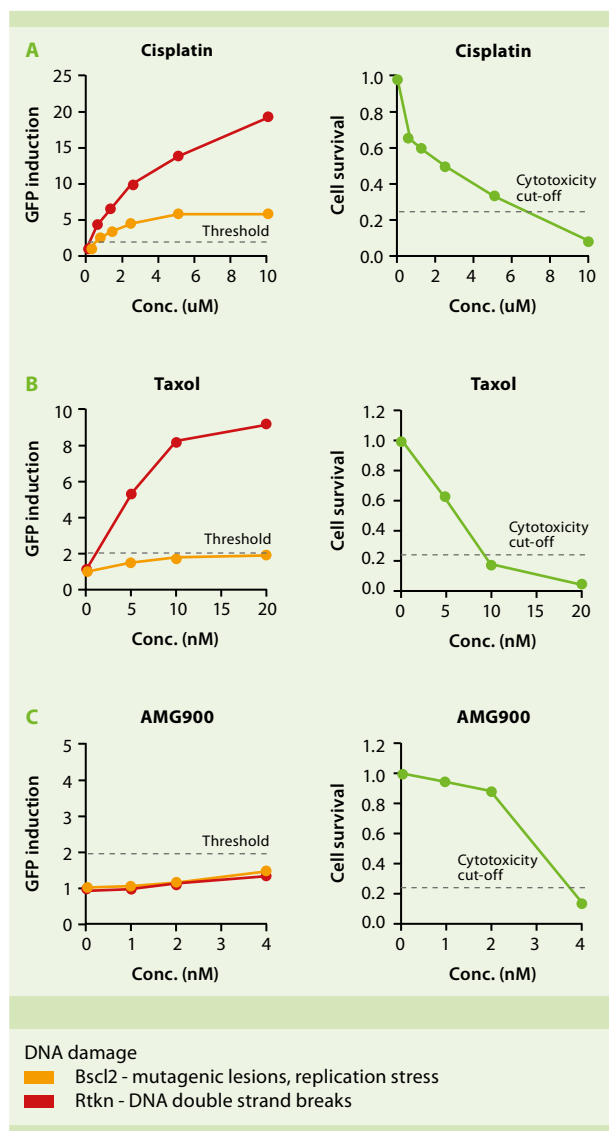 A
Cisplatin
25
20
15
10
5
0
GFP induction
Threshold
0 2 4 6 8 10
Conc. (uM)
Cisplatin
1.0
0.8
0.6
0.4
0.2
0.0
Cell survival
Cytotoxicity
cut-off
0 2 4 6 8 10
Conc. (uM)
B
Taxol
10
8
6
4
2
0
GFP induction
Threshold
0 5 10 15 20
Conc. (nM)
Taxol
1.2
1.0
0.8
0.6
0.4
0.2
0.0
Cell survival
Cytotoxicity
cut-off
0 5 10 15 20
Conc. (nM)
C
AMG900
5
4
3
2
1
0
GFP induction
Threshold
0 1 2 3 4
Conc. (nM)
AMG900
1.2
1.0
0.8
0.6
0.4
0.2
0.0
Cell survival
Cytotoxicity
cut-off
0 1 2 3 4
Conc. (nM)
DNA damage
Bscl2 - mutagenic lesions, replication stress
Rtkn - DNA double strand breaks